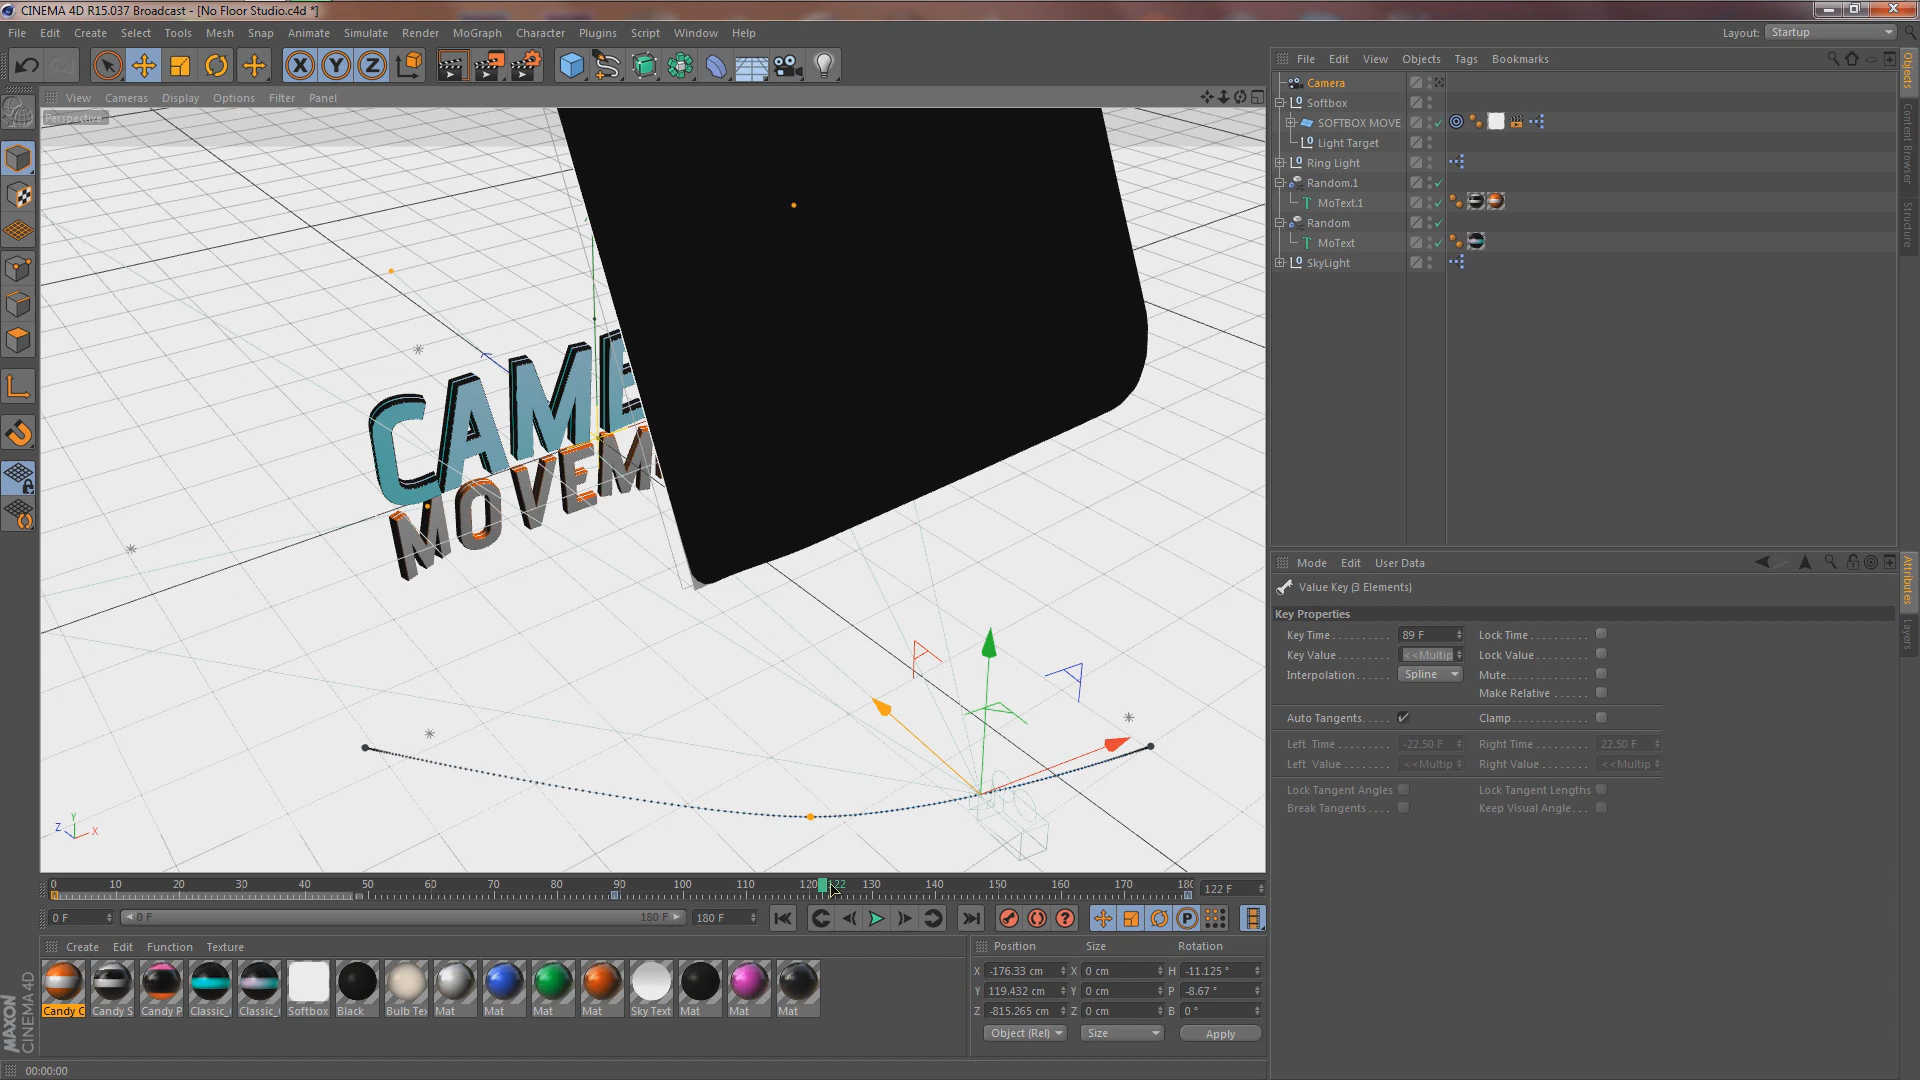 CINEMA 4D R15.037 Broadcast - [No Floor Studio.c4d *]
File Edit Create Select Tools Mesh Snap Animate Simulate Render MoGraph Character Plugins Script Window Help
Layout: Startup
View Cameras Display Options Filter Panel
Perspective
CAME
MOVEM
Y
Z
X
0 10 20 30 40 50 60 70 80 90 100 110 120 122 130 140 150 160 170 180
122 F
0 F
0 F
180 F
180 F
Create Edit Function Texture
Candy C
Candy S
Candy P
Classic_
Classic_
Softbox
Black
Bulb Tex
Mat
Mat
Mat
Mat
Sky Text
Mat
Mat
Mat
Position Size Rotation
X -176.33 cm X 0 cm H -11.125 °
Y 119.432 cm Y 0 cm P -8.67 °
Z -815.265 cm Z 0 cm B 0 °
Object (Rel) Size Apply
MAXON
CINEMA4D
00:00:00
File Edit View Objects Tags Bookmarks
Camera
Softbox
SOFTBOX MOVE
Light Target
Ring Light
Random.1
MoText.1
Random
MoText
SkyLight
Objects
Content Browser
Structure
Mode Edit User Data
Value Key (3 Elements)
Key Properties
Key Time 89 F Lock Time
Key Value <<Multip Lock Value
Interpolation Spline Mute
Make Relative
Auto Tangents Clamp
Left Time -22.50 F Right Time 22.50 F
Left Value <<Multip Right Value <<Multip
Lock Tangent Angles Lock Tangent Lengths
Break Tangents Keep Visual Angle
Attributes
Layers